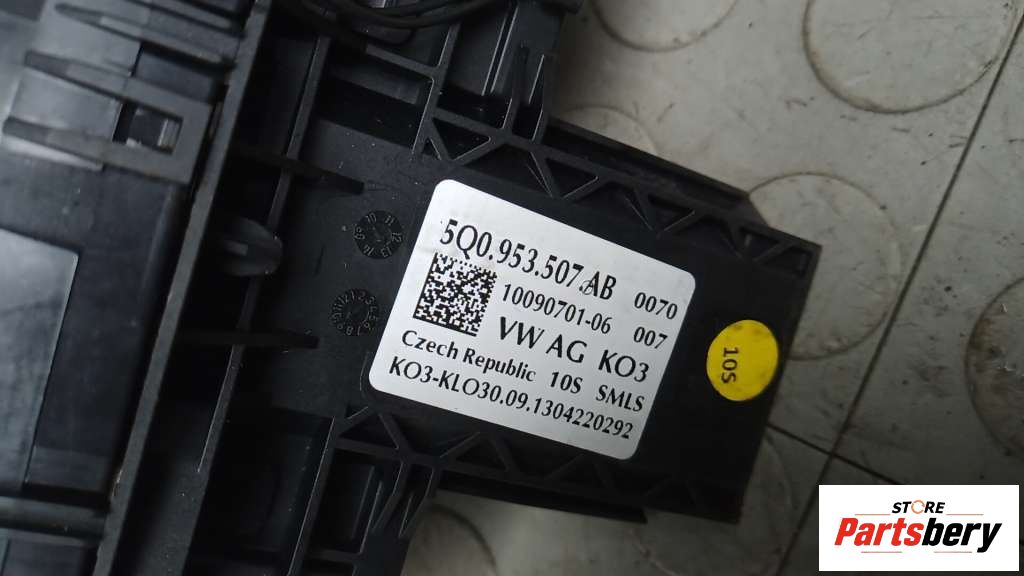 5Q0.953.507.AB 0070
10090701-06 007
VW AG KO3
Czech Republic 10S SMLS
KO3-KLO30.09.1304220292
10S
STORE
Partsbery